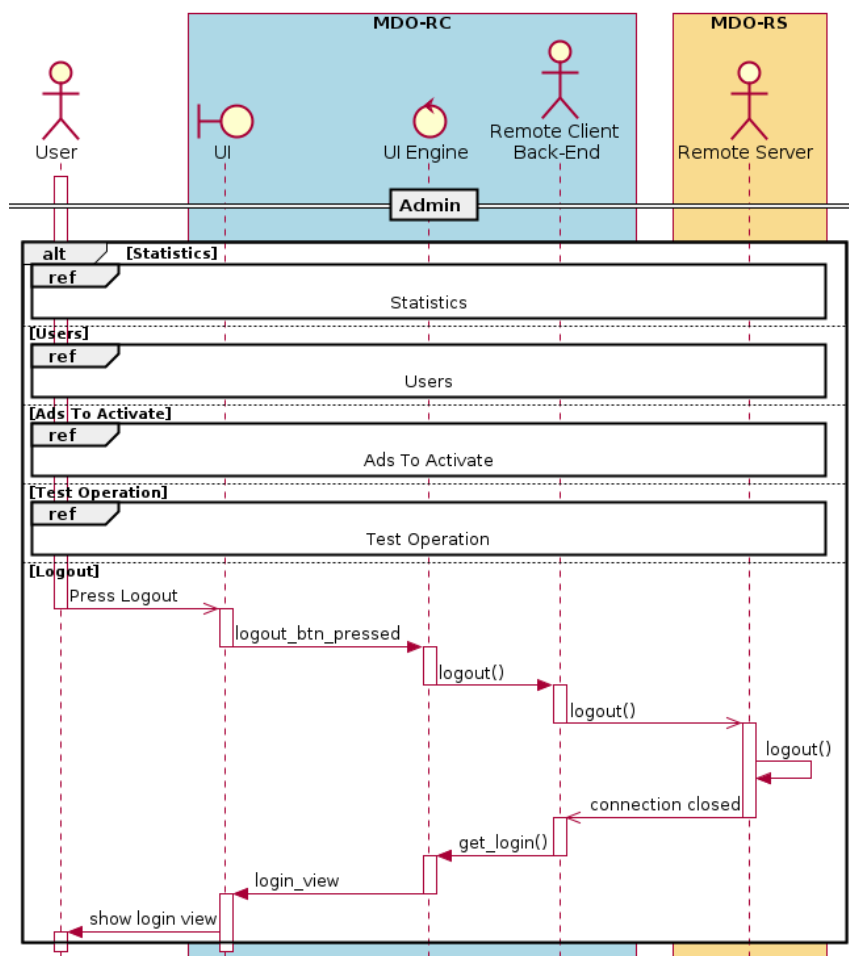 MDO-RC
MDO-RS
User
UI
UI Engine
Remote Client
Back-End
Remote Server
Admin
alt [Statistics]
ref
Statistics
[Users]
ref
Users
[Ads To Activate]
ref
Ads To Activate
[Test Operation]
ref
Test Operation
[Logout]
Press Logout
logout_btn_pressed
logout()
logout()
logout()
connection closed
get_login()
login_view
show login view